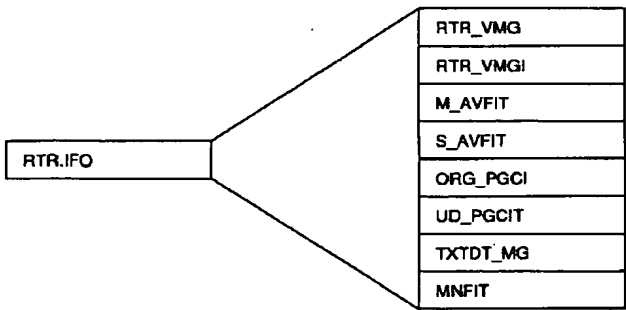 RTR_VMG
RTR_VMGI
M_AVFIT
S_AVFIT
RTR.IFO
ORG_PGCI
UD_PGCIT
TXTDT_MG
MNFIT